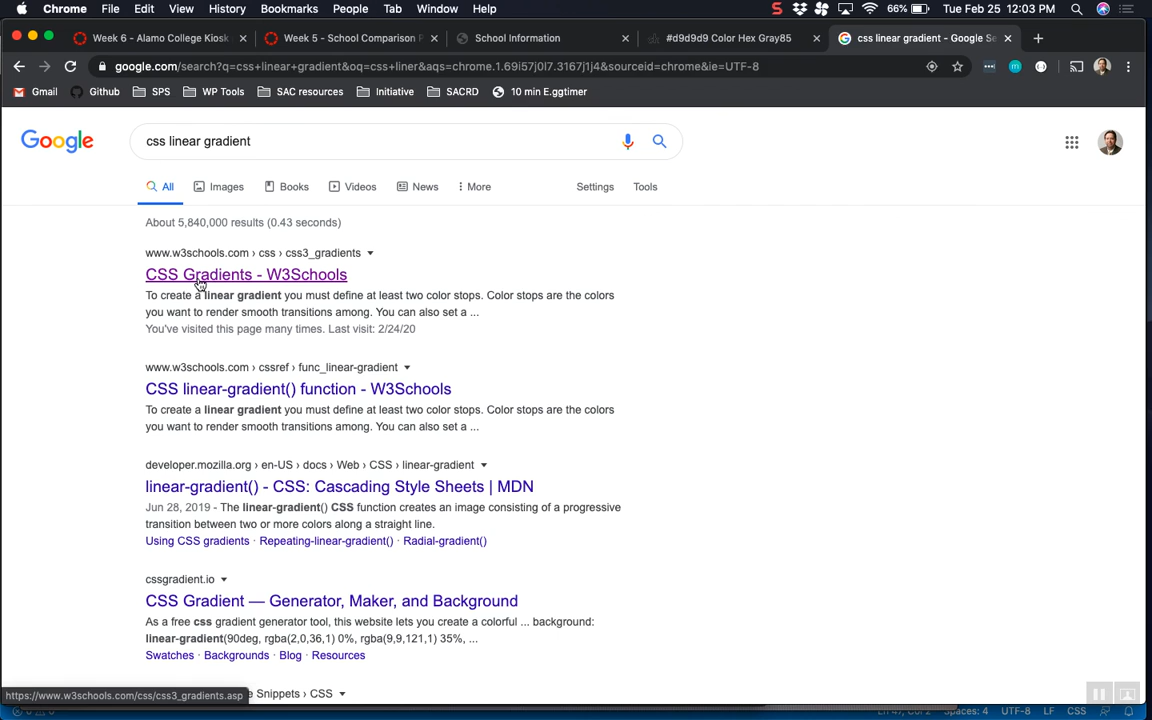 Chrome File Edit View History Bookmarks People Tab Window Help 66% Tue Feb 25 12:03 PM
Week 6 - Alamo College Kiosk Week 5 - School Comparison P School Information #d9d9d9 Color Hex Gray85 css linear gradient - Google Se
google.com/search?q=css+linear+gradient&oq=css+liner&aqs=chrome.1.69i57j0l7.3167j1j4&sourceid=chrome&ie=UTF-8
Gmail Github SPS WP Tools SAC resources Initiative SACRD 10 min E.ggtimer
Google css linear gradient
All Images Books Videos News More Settings Tools
About 5,840,000 results (0.43 seconds)
www.w3schools.com › css › css3_gradients
CSS Gradients - W3Schools
To create a linear gradient you must define at least two color stops. Color stops are the colors
you want to render smooth transitions among. You can also set a ...
You've visited this page many times. Last visit: 2/24/20
www.w3schools.com › cssref › func_linear-gradient
CSS linear-gradient() function - W3Schools
To create a linear gradient you must define at least two color stops. Color stops are the colors
you want to render smooth transitions among. You can also set a ...
developer.mozilla.org › en-US › docs › Web › CSS › linear-gradient
linear-gradient() - CSS: Cascading Style Sheets | MDN
Jun 28, 2019 - The linear-gradient() CSS function creates an image consisting of a progressive
transition between two or more colors along a straight line.
Using CSS gradients · Repeating-linear-gradient() · Radial-gradient()
cssgradient.io
CSS Gradient — Generator, Maker, and Background
As a free css gradient generator tool, this website lets you create a colorful ... background:
linear-gradient(90deg, rgba(2,0,36,1) 0%, rgba(9,9,121,1) 35%, ...
Swatches · Backgrounds · Blog · Resources
https://www.w3schools.com/css/css3_gradients.asp e Snippets › CSS
Spaces: 4 UTF-8 LF CSS